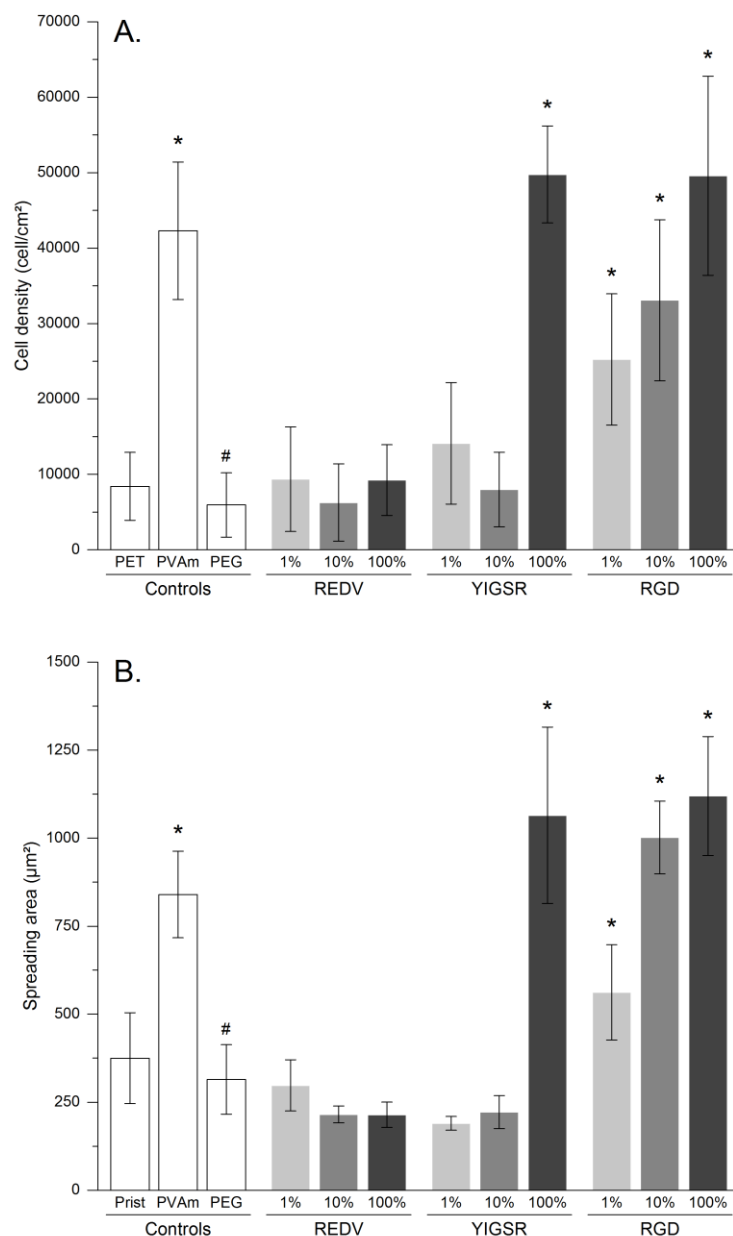 A.
70000
60000
50000
40000
30000
20000
10000
0
Cell density (cell/cm²)
* # * * * *
PET PVAm PEG 1% 10% 100% 1% 10% 100% 1% 10% 100%
Controls REDV YIGSR RGD
B.
1500
1250
1000
750
500
250
0
Spreading area (µm²)
* # * * * *
Prist PVAm PEG 1% 10% 100% 1% 10% 100% 1% 10% 100%
Controls REDV YIGSR RGD